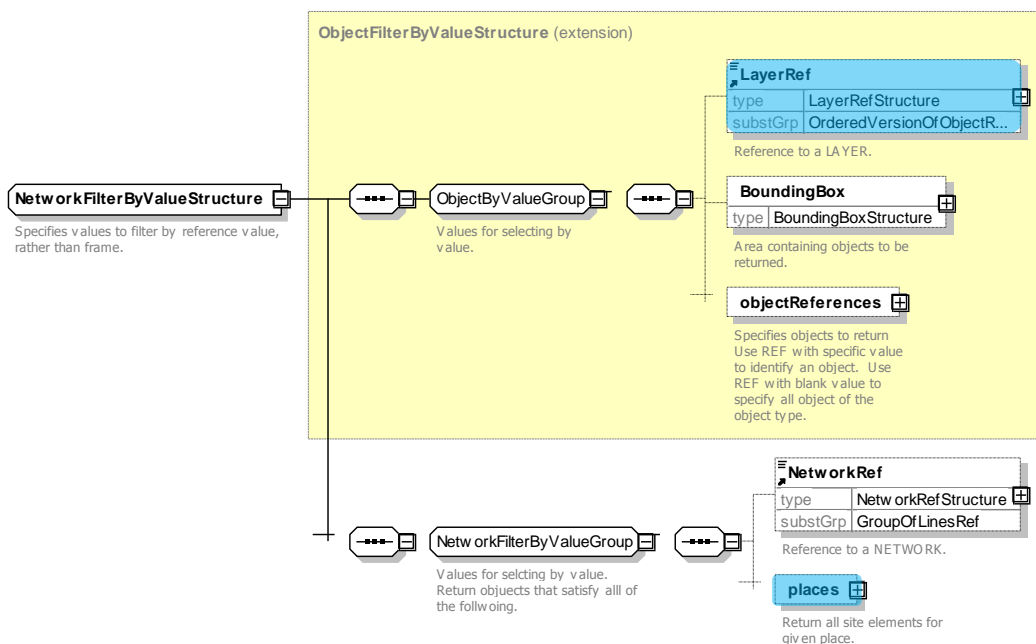 ObjectFilterByValueStructure (extension)
LayerRef
type LayerRefStructure
substGrp OrderedVersionOfObjectR...
Reference to a LAYER.
NetworkFilterByValueStructure
Specifies values to filter by reference value,
rather than frame.
ObjectByValueGroup
Values for selecting by
value.
BoundingBox
type BoundingBoxStructure
Area containing objects to be
returned.
objectReferences
Specifies objects to return
Use REF with specific value
to identify an object. Use
REF with blank value to
specify all object of the
object type.
NetworkFilterByValueGroup
Values for selcting by value.
Return objuects that satisfy alll of
the follwoing.
NetworkRef
type NetworkRefStructure
substGrp GroupOfLinesRef
Reference to a NETWORK.
places
Return all site elements for
given place.